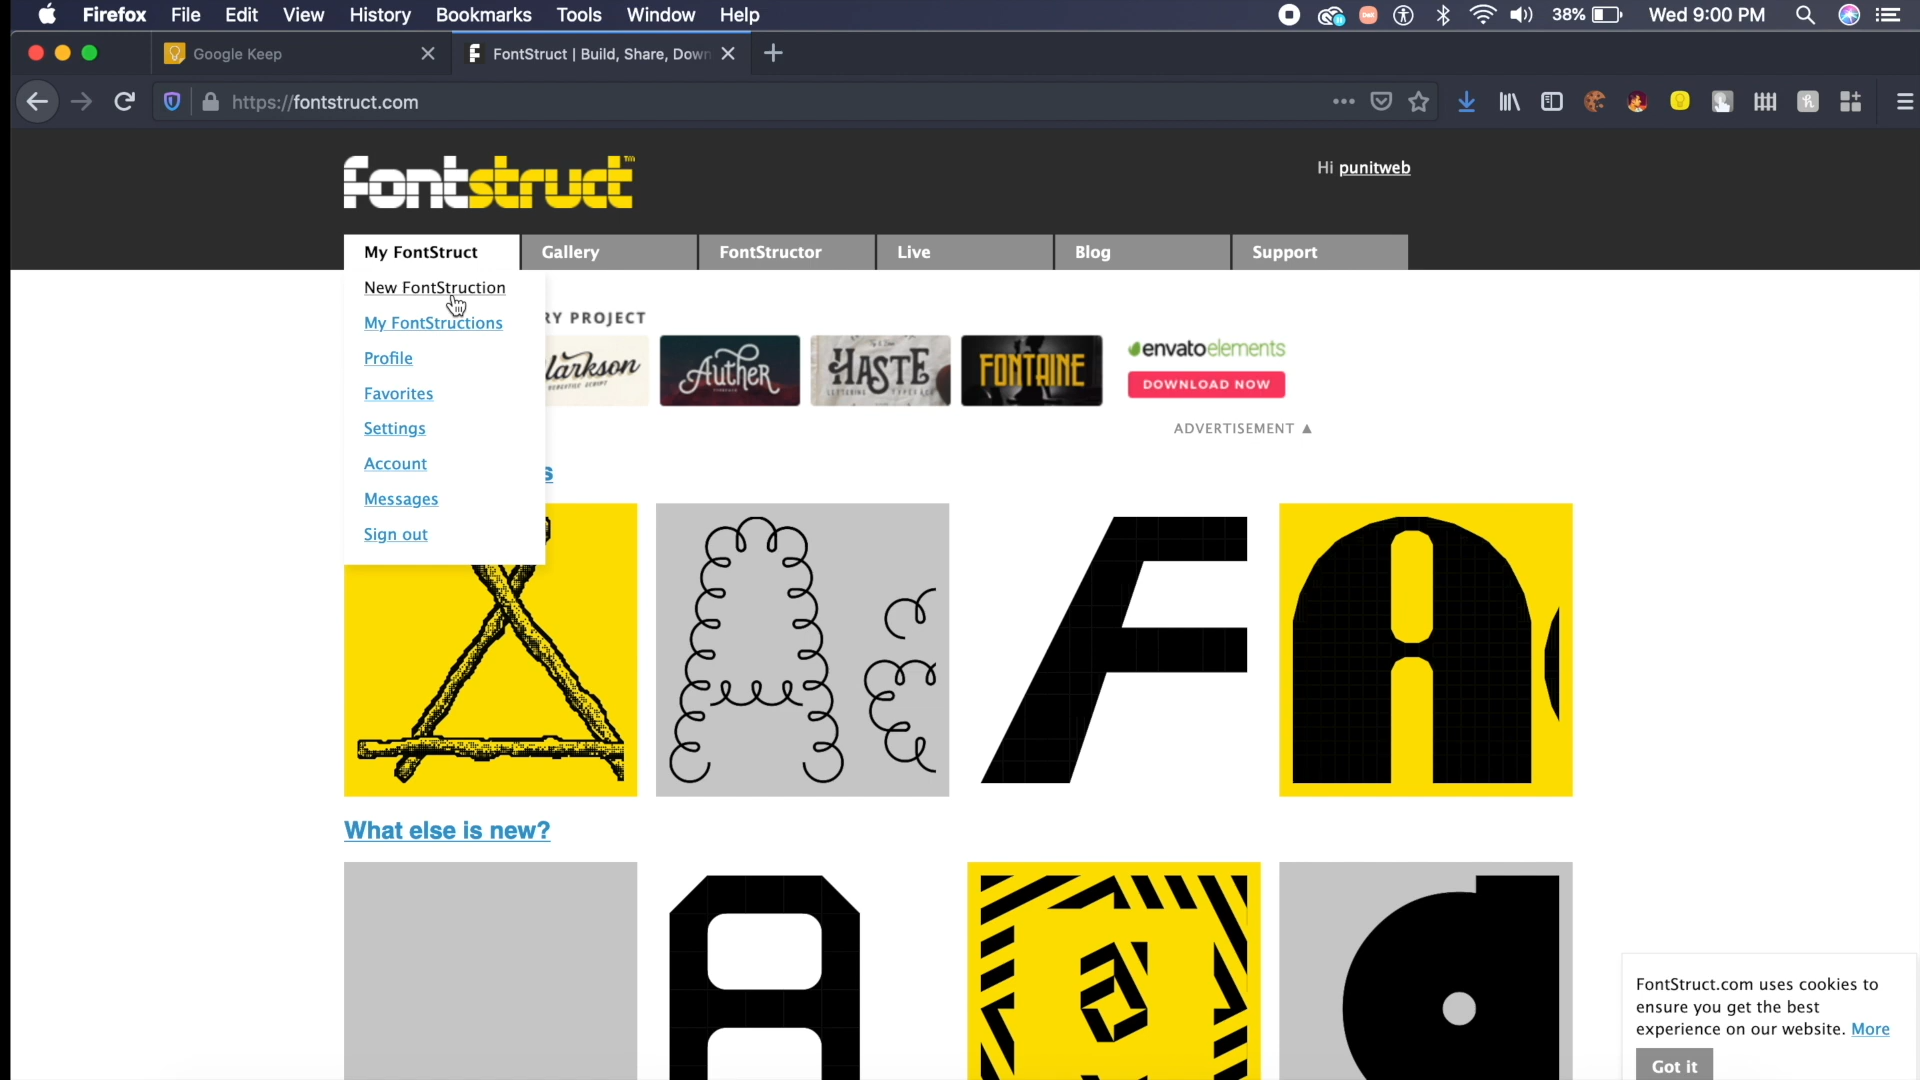 Firefox File Edit View History Bookmarks Tools Window Help 38% Wed 9:00 PM
Google Keep FontStruct | Build, Share, Down
https://fontstruct.com
fontstruct™
Hi punitweb
My FontStruct Gallery FontStructor Live Blog Support
New FontStruction
My FontStructions
Profile
Favorites
Settings
Account
Messages
Sign out
RY PROJECT
larkson
Auther
HASTE
FONTAINE
envatoelements
DOWNLOAD NOW
ADVERTISEMENT ▲
s
What else is new?
FontStruct.com uses cookies to
ensure you get the best
experience on our website. More
Got it